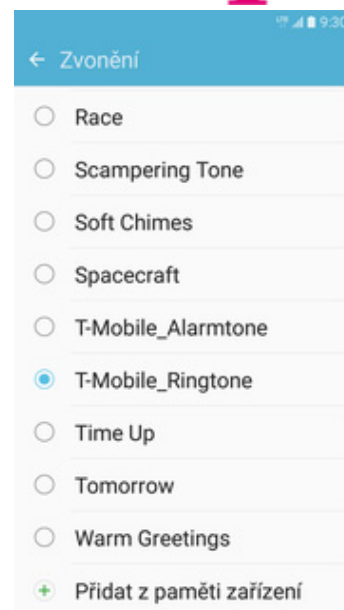 9:30
Zvonění
Race
Scampering Tone
Soft Chimes
Spacecraft
T-Mobile_Alarmtone
T-Mobile_Ringtone
Time Up
Tomorrow
Warm Greetings
Přidat z paměti zařízení